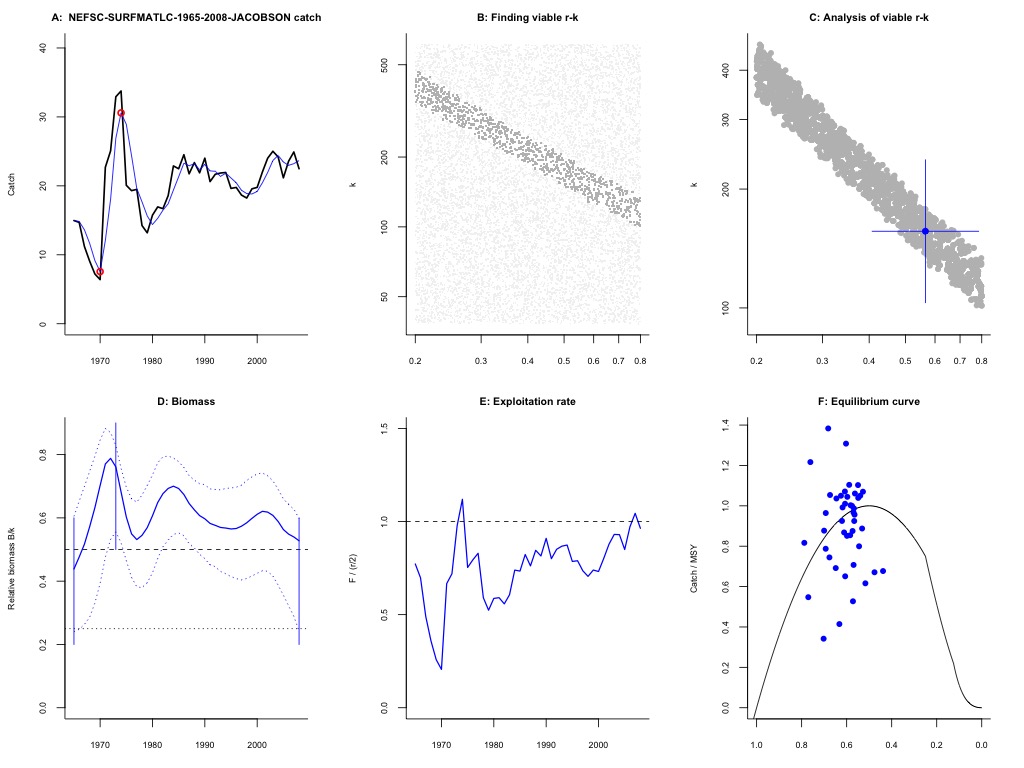 A:  NEFSC-SURFMATLC-1965-2008-JACOBSON catch
Catch
0
10
20
30
40
1970 1980 1990 2000
B: Finding viable r-k
k
50
100
200
500
0.2 0.3 0.4 0.5 0.6 0.7 0.8
C: Analysis of viable r-k
k
100
200
300
400
0.2 0.3 0.4 0.5 0.6 0.7 0.8
D: Biomass
Relative biomass B/k
0.0
0.2
0.4
0.6
0.8
1970 1980 1990 2000
E: Exploitation rate
F / (r/2)
0.0
0.5
1.0
1.5
1970 1980 1990 2000
F: Equilibrium curve
Catch / MSY
0.0
0.2
0.4
0.6
0.8
1.0
1.2
1.4
1.0 0.8 0.6 0.4 0.2 0.0